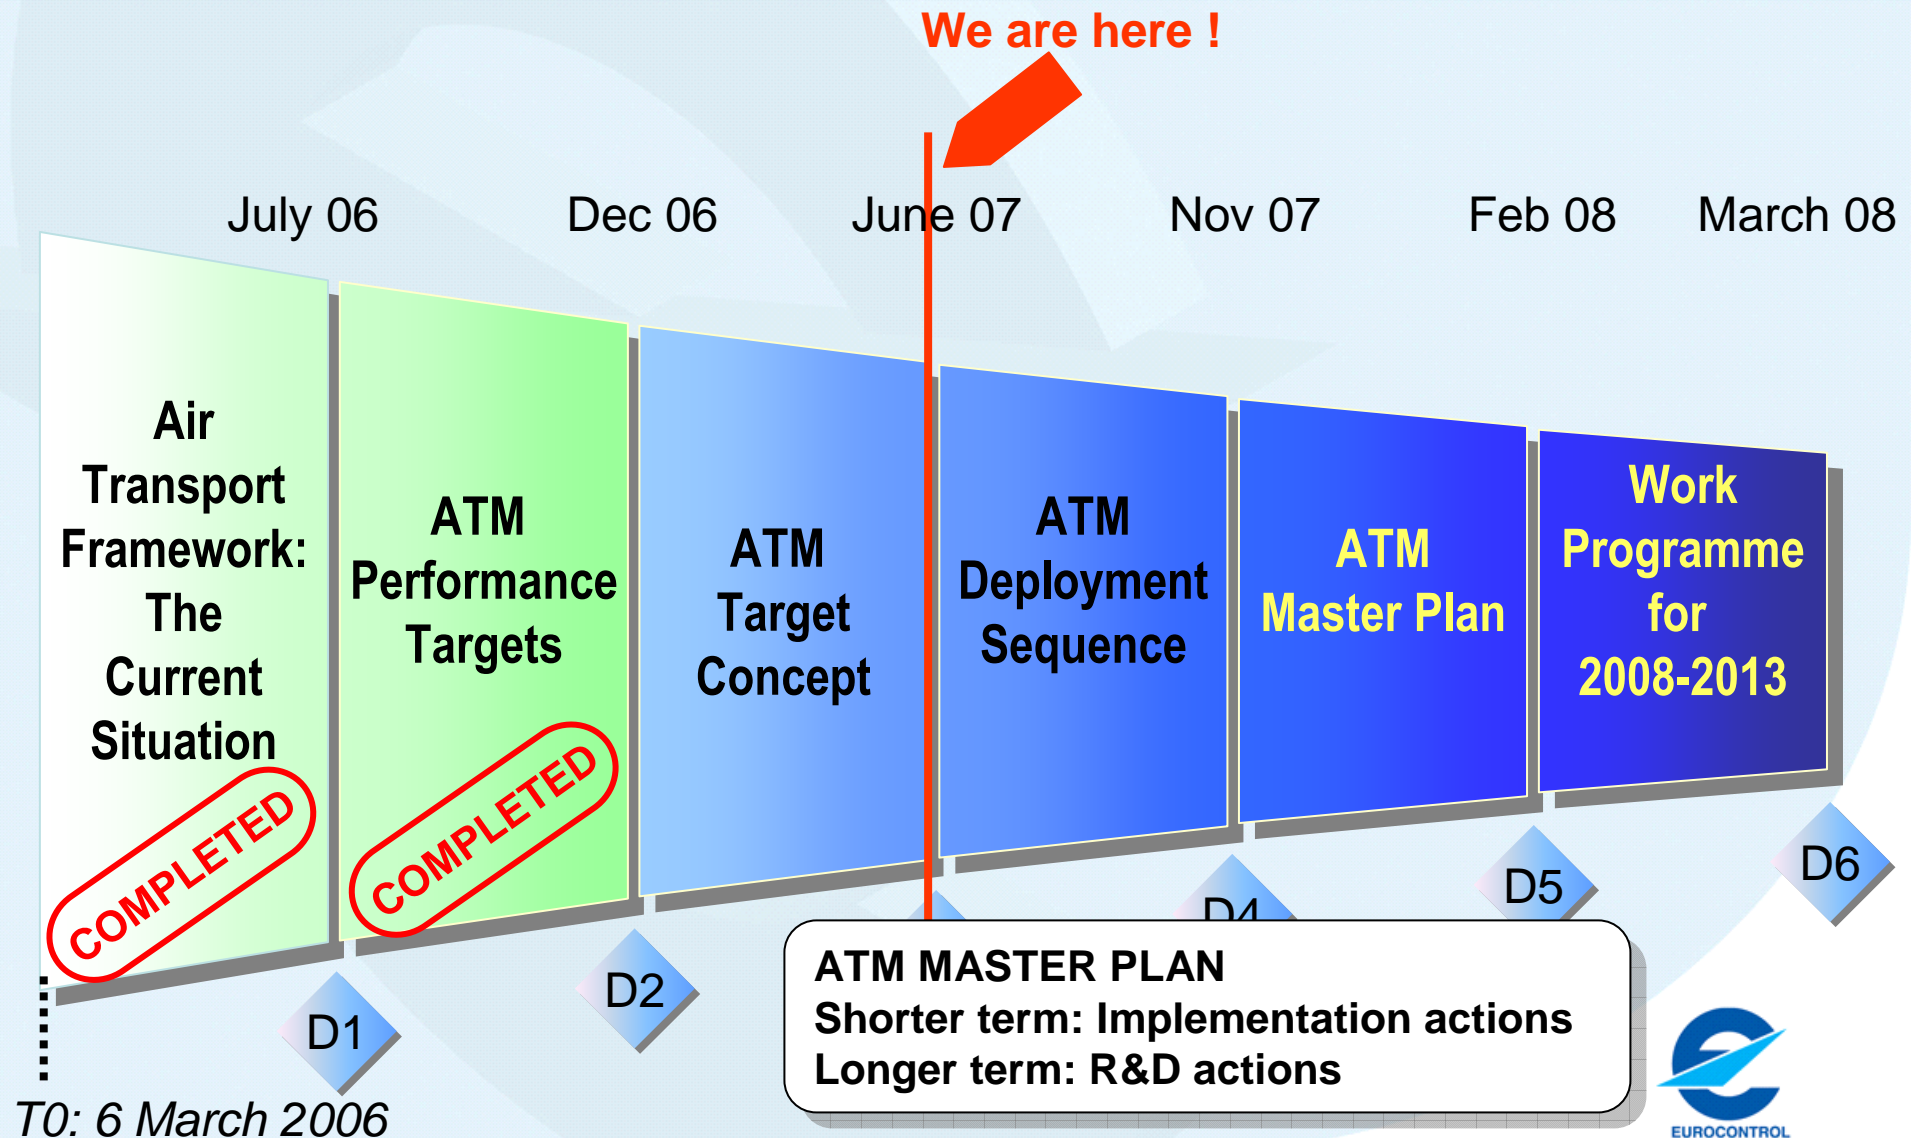 We are here !
July 06
Dec 06
June 07
Nov 07
Feb 08
March 08
Air
Transport
Framework:
The
Current
Situation
COMPLETED
ATM
Performance
Targets
COMPLETED
ATM
Target
Concept
ATM
Deployment
Sequence
ATM
Master Plan
Work
Programme
for
2008-2013
D1
D2
D4
D5
D6
ATM MASTER PLAN
Shorter term: Implementation actions
Longer term: R&D actions
T0: 6 March 2006
EUROCONTROL